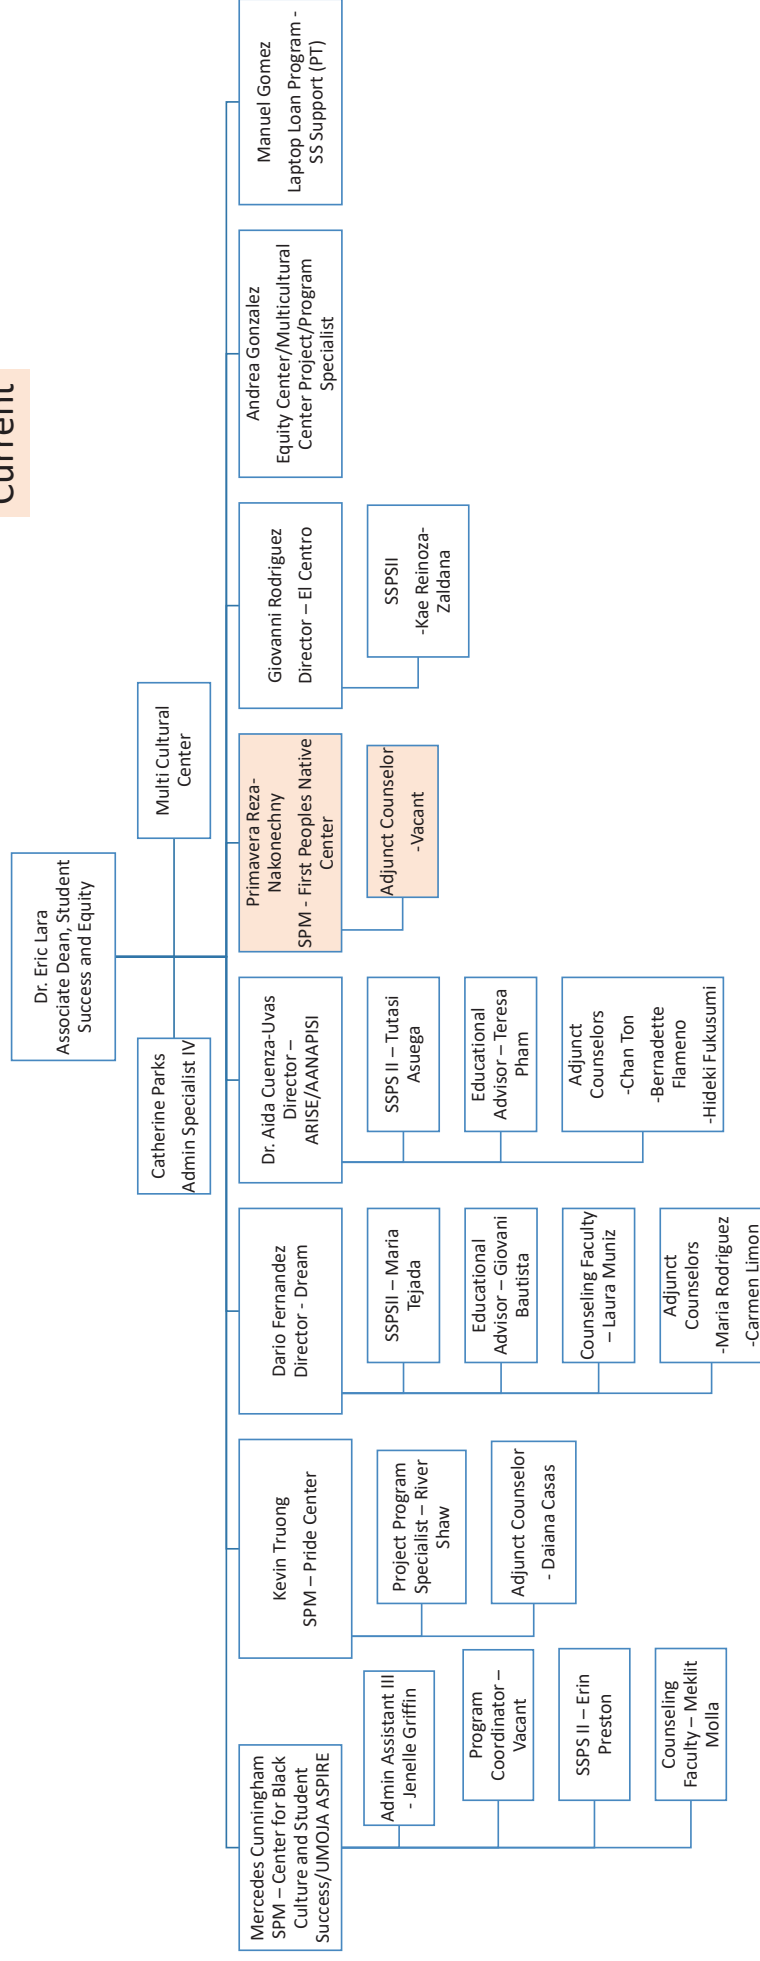 Current
Dr. Eric Lara
Associate Dean, Student
Success and Equity
Catherine Parks
Admin Specialist IV
Multi Cultural
Center
Mercedes Cunningham
SPM – Center for Black
Culture and Student
Success/UMOJA ASPIRE
Admin Assistant III
- Jenelle Griffin
Program
Coordinator –
Vacant
SSPS II – Erin
Preston
Counseling
Faculty – Meklit
Molla
Kevin Truong
SPM – Pride Center
Project Program
Specialist – River
Shaw
Adjunct Counselor
- Daiana Casas
Dario Fernandez
Director - Dream
SSPSII – Maria
Tejada
Educational
Advisor – Giovani
Bautista
Counseling Faculty
– Laura Muniz
Adjunct
Counselors
-Maria Rodriguez
-Carmen Limon
Dr. Aida Cuenza-Uvas
Director –
ARISE/AANAPISI
SSPS II – Tutasi
Asuega
Educational
Advisor – Teresa
Pham
Adjunct
Counselors
-Chan Ton
-Bernadette
Flameno
-Hideki Fukusumi
Primavera Reza-
Nakonechny
SPM - First Peoples Native
Center
Adjunct Counselor
-Vacant
Giovanni Rodriguez
Director – El Centro
SSPSII
-Kae Reinoza-
Zaldana
Andrea Gonzalez
Equity Center/Multicultural
Center Project/Program
Specialist
Manuel Gomez
Laptop Loan Program -
SS Support (PT)